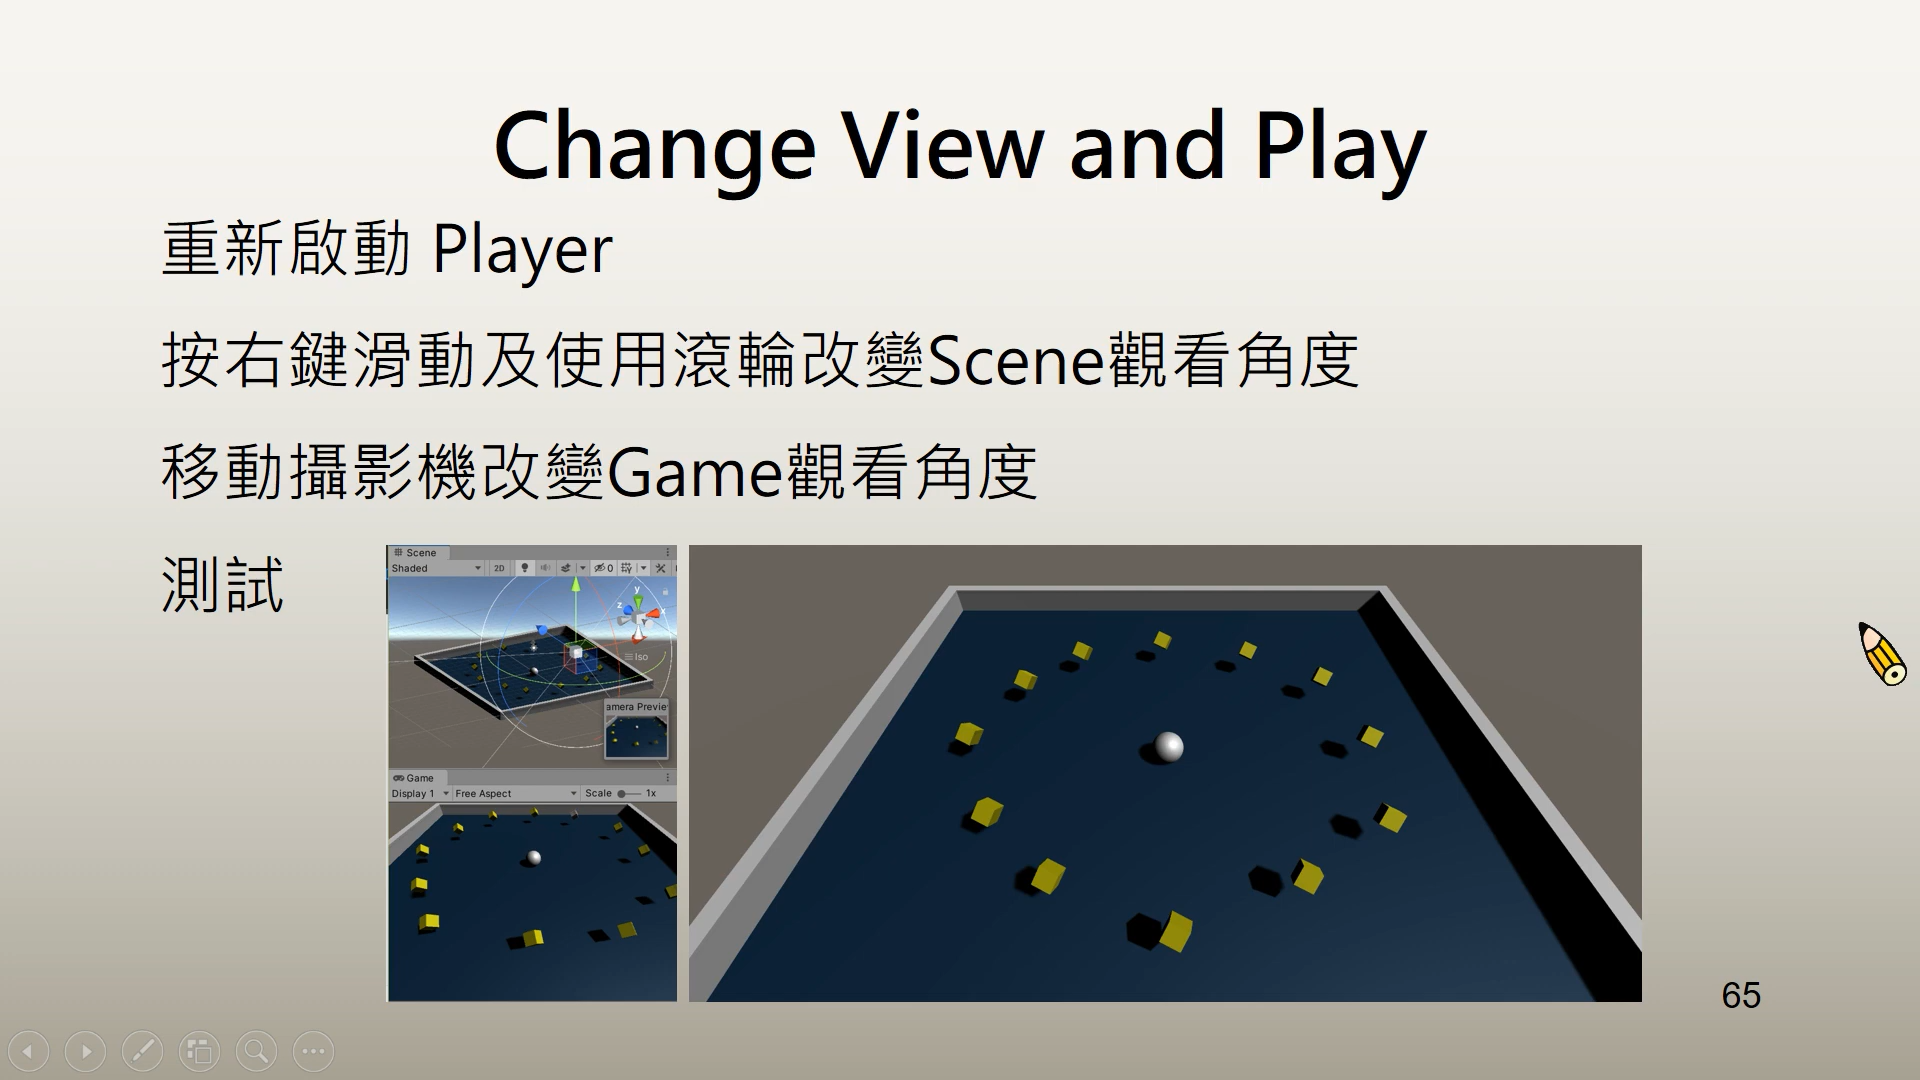 Change View and Play
重新啟動 Player
按右鍵滑動及使用滾輪改變Scene觀看角度
移動攝影機改變Game觀看角度
測試
Scene
Shaded
2D
0
y
z
x
Iso
amera Previe
Game
Display 1
Free Aspect
Scale
1x
65